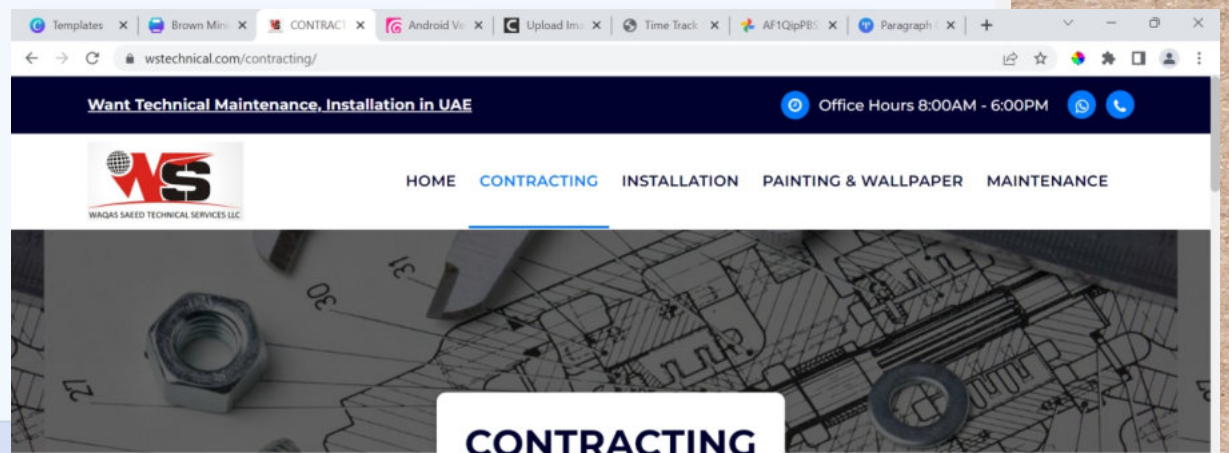 Templates
Brown Mini
CONTRACT
Android Ve
Upload Ima
Time Track
AF1QipPBS
Paragraph
wstechnical.com/contracting/
Want Technical Maintenance, Installation in UAE
Office Hours 8:00AM - 6:00PM
WS
WAQAS SAEED TECHNICAL SERVICES LLC
HOME CONTRACTING INSTALLATION PAINTING & WALLPAPER MAINTENANCE
31
30
27
CONTRACTING